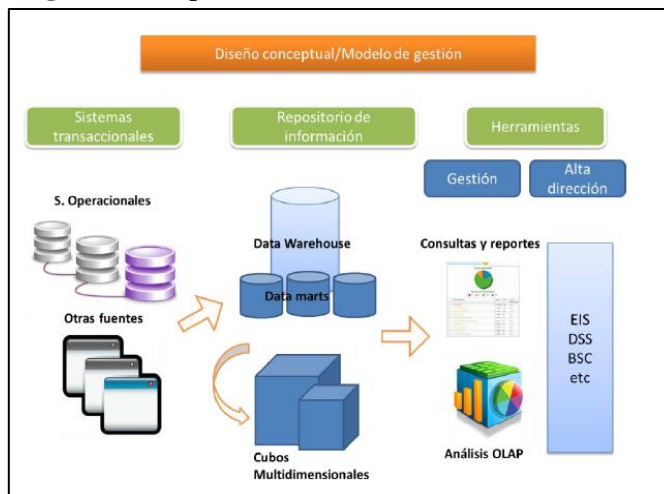 Diseño conceptual/Modelo de gestión
Sistemas
transaccionales
Repositorio de
información
Herramientas
Gestión
Alta
dirección
S. Operacionales
Otras fuentes
Data Warehouse
Data marts
Cubos
Multidimensionales
Consultas y reportes
Análisis OLAP
EIS
DSS
BSC
etc